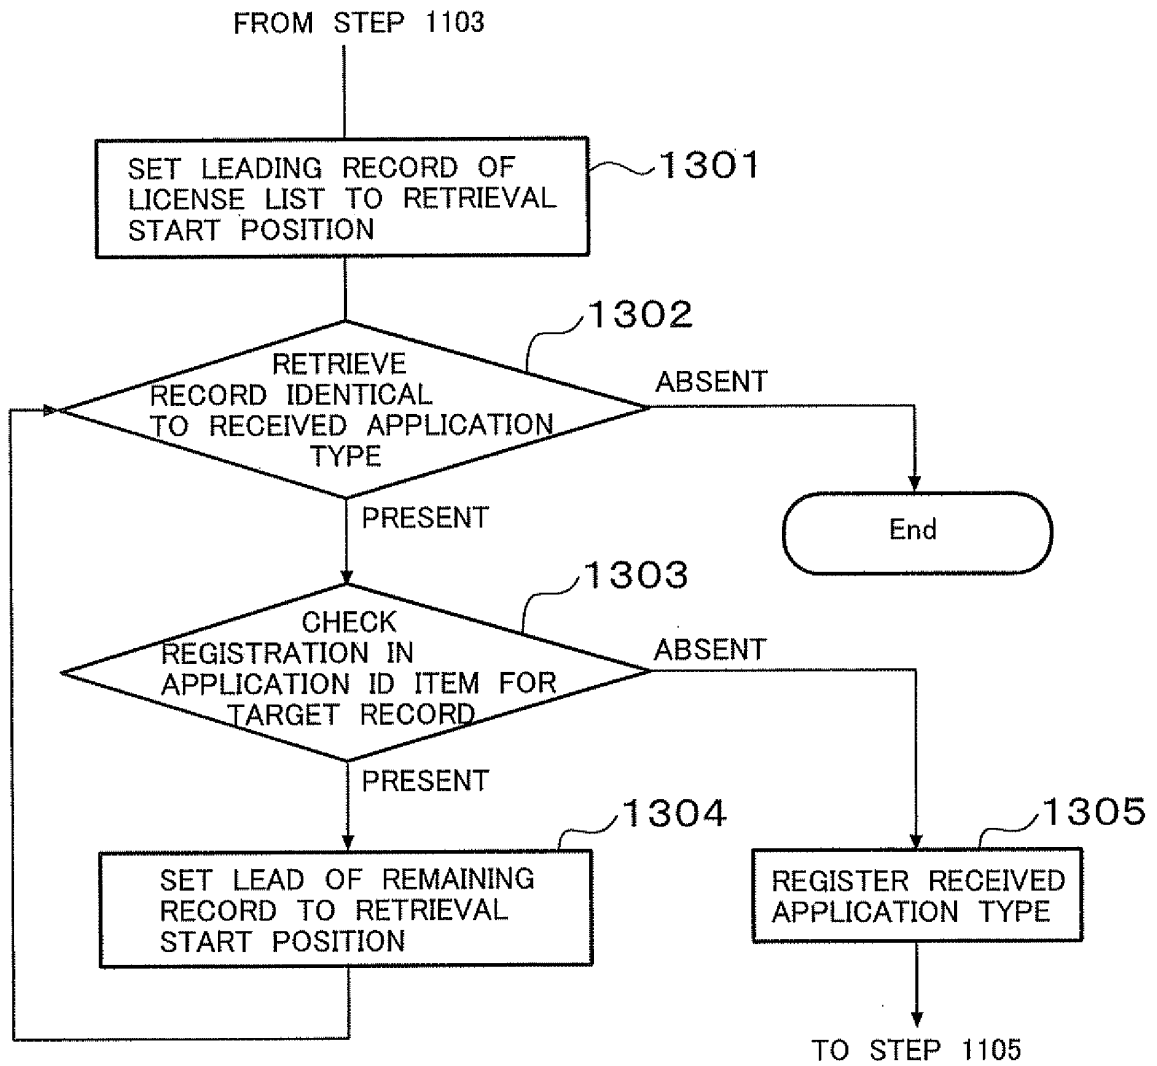 FROM STEP 1103
1301
SET LEADING RECORD OF
LICENSE LIST TO RETRIEVAL
START POSITION
1302
RETRIEVE
RECORD IDENTICAL
TO RECEIVED APPLICATION
TYPE
ABSENT
PRESENT
End
1303
CHECK
REGISTRATION IN
APPLICATION ID ITEM FOR
TARGET RECORD
ABSENT
PRESENT
1304
SET LEAD OF REMAINING
RECORD TO RETRIEVAL
START POSITION
1305
REGISTER RECEIVED
APPLICATION TYPE
TO STEP 1105